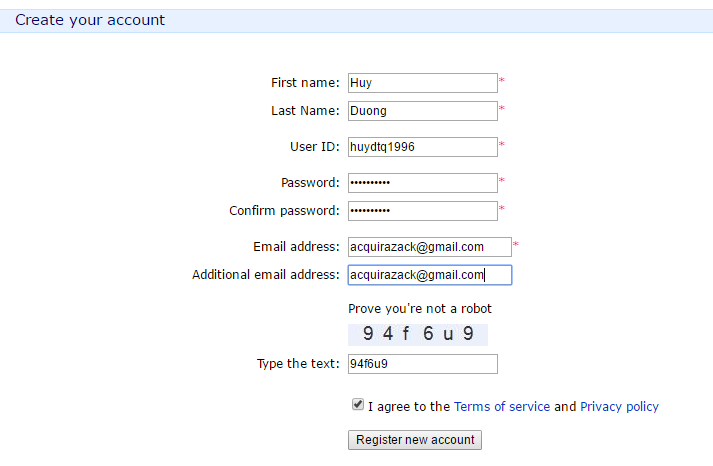 Create your account
First name: Huy *
Last Name: Duong *
User ID: huydtq1996 *
Password: •••••••••• *
Confirm password: •••••••••• *
Email address: acquirazack@gmail.com *
Additional email address: acquirazack@gmail.com
Prove you're not a robot
9 4 f 6 u 9
Type the text: 94f6u9
I agree to the Terms of service and Privacy policy
Register new account